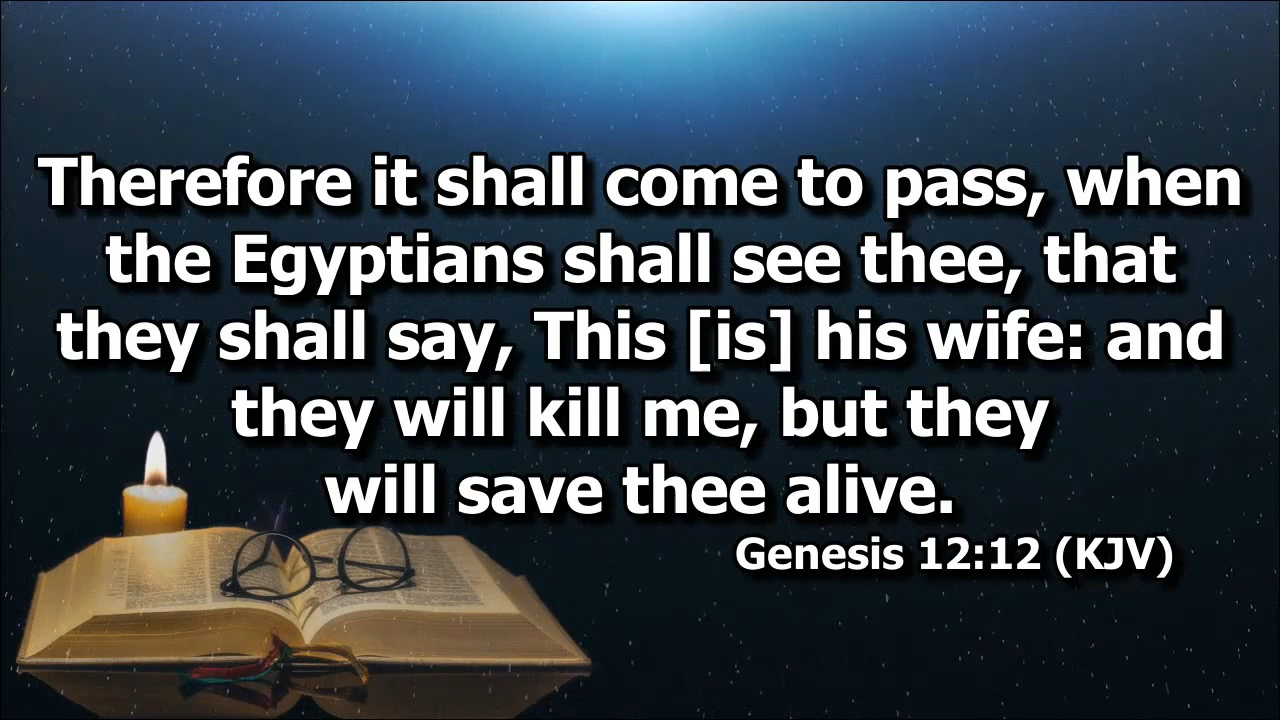 Therefore it shall come to pass, when
the Egyptians shall see thee, that
they shall say, This [is] his wife: and
they will kill me, but they
will save thee alive.
Genesis 12:12 (KJV)